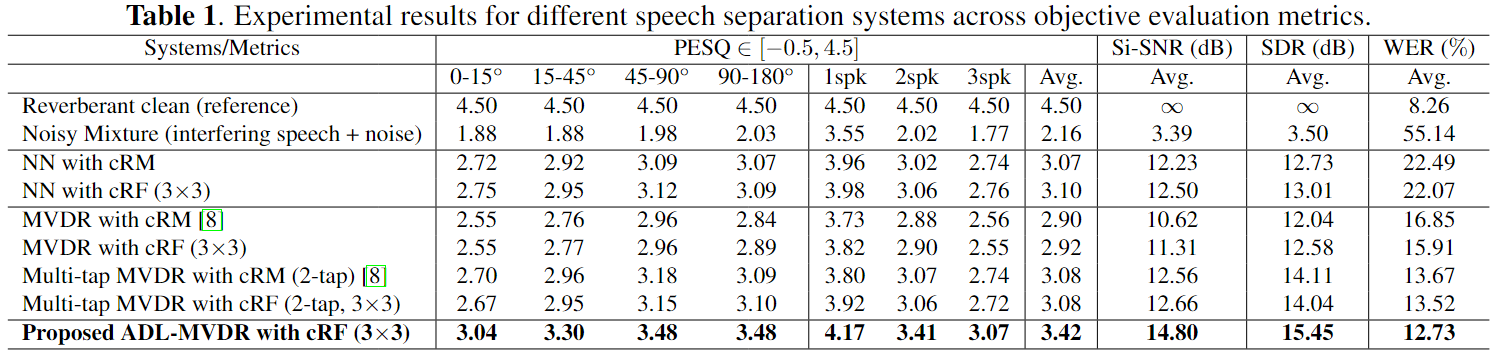 Table 1. Experimental results for different speech separation systems across objective evaluation metrics.
Systems/Metrics PESQ ∈ [−0.5, 4.5] Si-SNR (dB) SDR (dB) WER (%)
0-15° 15-45° 45-90° 90-180° 1spk 2spk 3spk Avg. Avg. Avg. Avg.
Reverberant clean (reference) 4.50 4.50 4.50 4.50 4.50 4.50 4.50 4.50 ∞ ∞ 8.26
Noisy Mixture (interfering speech + noise) 1.88 1.88 1.98 2.03 3.55 2.02 1.77 2.16 3.39 3.50 55.14
NN with cRM 2.72 2.92 3.09 3.07 3.96 3.02 2.74 3.07 12.23 12.73 22.49
NN with cRF (3×3) 2.75 2.95 3.12 3.09 3.98 3.06 2.76 3.10 12.50 13.01 22.07
MVDR with cRM [8] 2.55 2.76 2.96 2.84 3.73 2.88 2.56 2.90 10.62 12.04 16.85
MVDR with cRF (3×3) 2.55 2.77 2.96 2.89 3.82 2.90 2.55 2.92 11.31 12.58 15.91
Multi-tap MVDR with cRM (2-tap) [8] 2.70 2.96 3.18 3.09 3.80 3.07 2.74 3.08 12.56 14.11 13.67
Multi-tap MVDR with cRF (2-tap, 3×3) 2.67 2.95 3.15 3.10 3.92 3.06 2.72 3.08 12.66 14.04 13.52
Proposed ADL-MVDR with cRF (3×3) 3.04 3.30 3.48 3.48 4.17 3.41 3.07 3.42 14.80 15.45 12.73